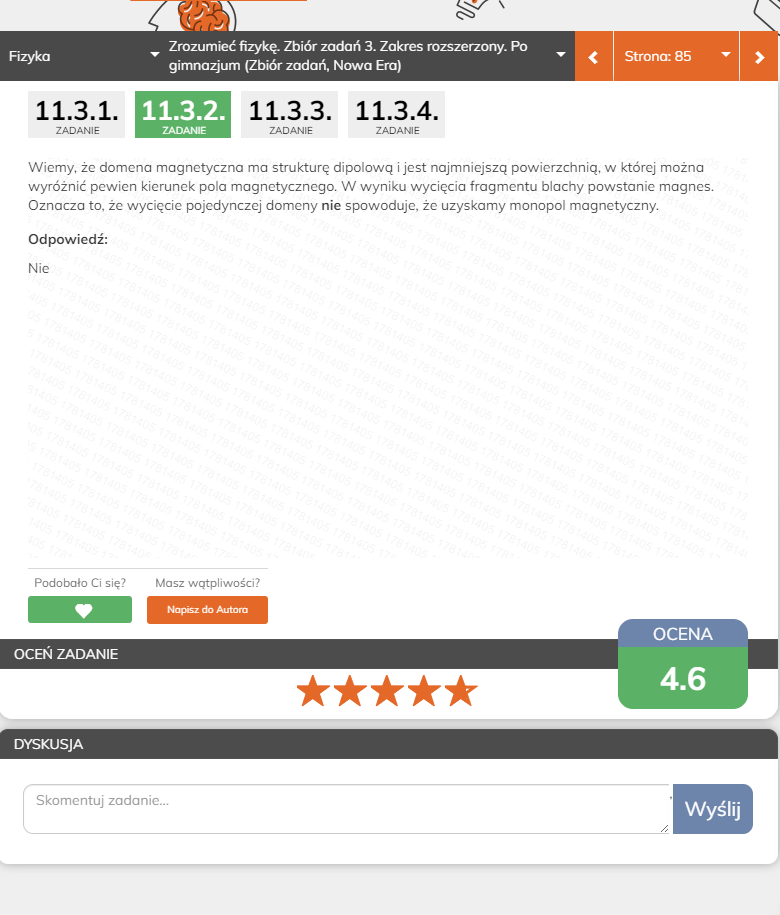 Fizyka
Zrozumieć fizykę. Zbiór zadań 3. Zakres rozszerzony. Po
gimnazjum (Zbiór zadań, Nowa Era)
Strona: 85
11.3.1. 11.3.2. 11.3.3. 11.3.4.
ZADANIE ZADANIE ZADANIE ZADANIE
Wiemy, że domena magnetyczna ma strukturę dipolową i jest najmniejszą powierzchnią, w której można
wyróżnić pewien kierunek pola magnetycznego. W wyniku wycięcia fragmentu blachy powstanie magnes.
Oznacza to, że wycięcie pojedynczej domeny nie spowoduje, że uzyskamy monopol magnetyczny.
Odpowiedź:
Nie
Podobało Ci się? Masz wątpliwości?
Napisz do Autora
OCENA
OCEŃ ZADANIE
4.6
DYSKUSJA
Skomentuj zadanie...
Wyślij